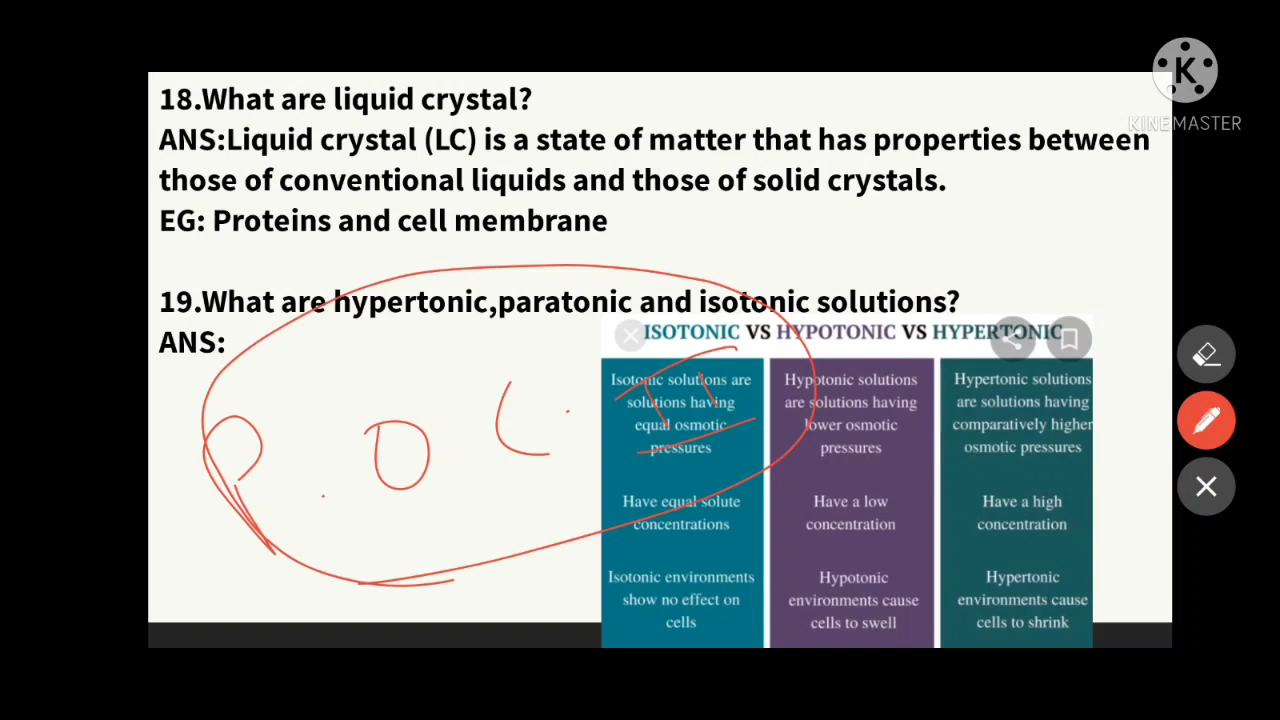 K
KINEMASTER
18.What are liquid crystal?
ANS:Liquid crystal (LC) is a state of matter that has properties between
those of conventional liquids and those of solid crystals.
EG: Proteins and cell membrane
19.What are hypertonic,paratonic and isotonic solutions?
ANS:
ISOTONIC VS HYPOTONIC VS HYPERTONIC
Isotonic solutions are
solutions having
equal osmotic
pressures
Have equal solute
concentrations
Isotonic environments
show no effect on
cells
Hypotonic solutions
are solutions having
lower osmotic
pressures
Have a low
concentration
Hypotonic
environments cause
cells to swell
Hypertonic solutions
are solutions having
comparatively higher
osmotic pressures
Have a high
concentration
Hypertonic
environments cause
cells to shrink